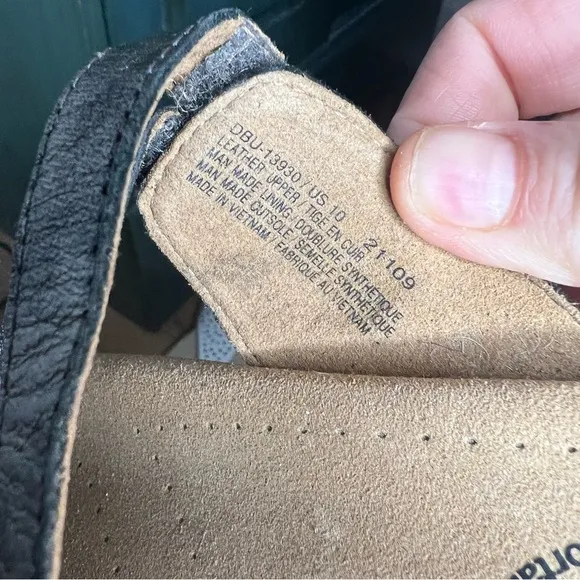 DBU-13930 / US 10
LEATHER UPPER / TIGE EN CUIR
MAN MADE LINING - DOUBLURE SYNTHETIQUE
MAN MADE OUTSOLE / SEMELLE SYNTHETIQUE
MADE IN VIETNAM / FABRIQUE AU VIETNAM
21109